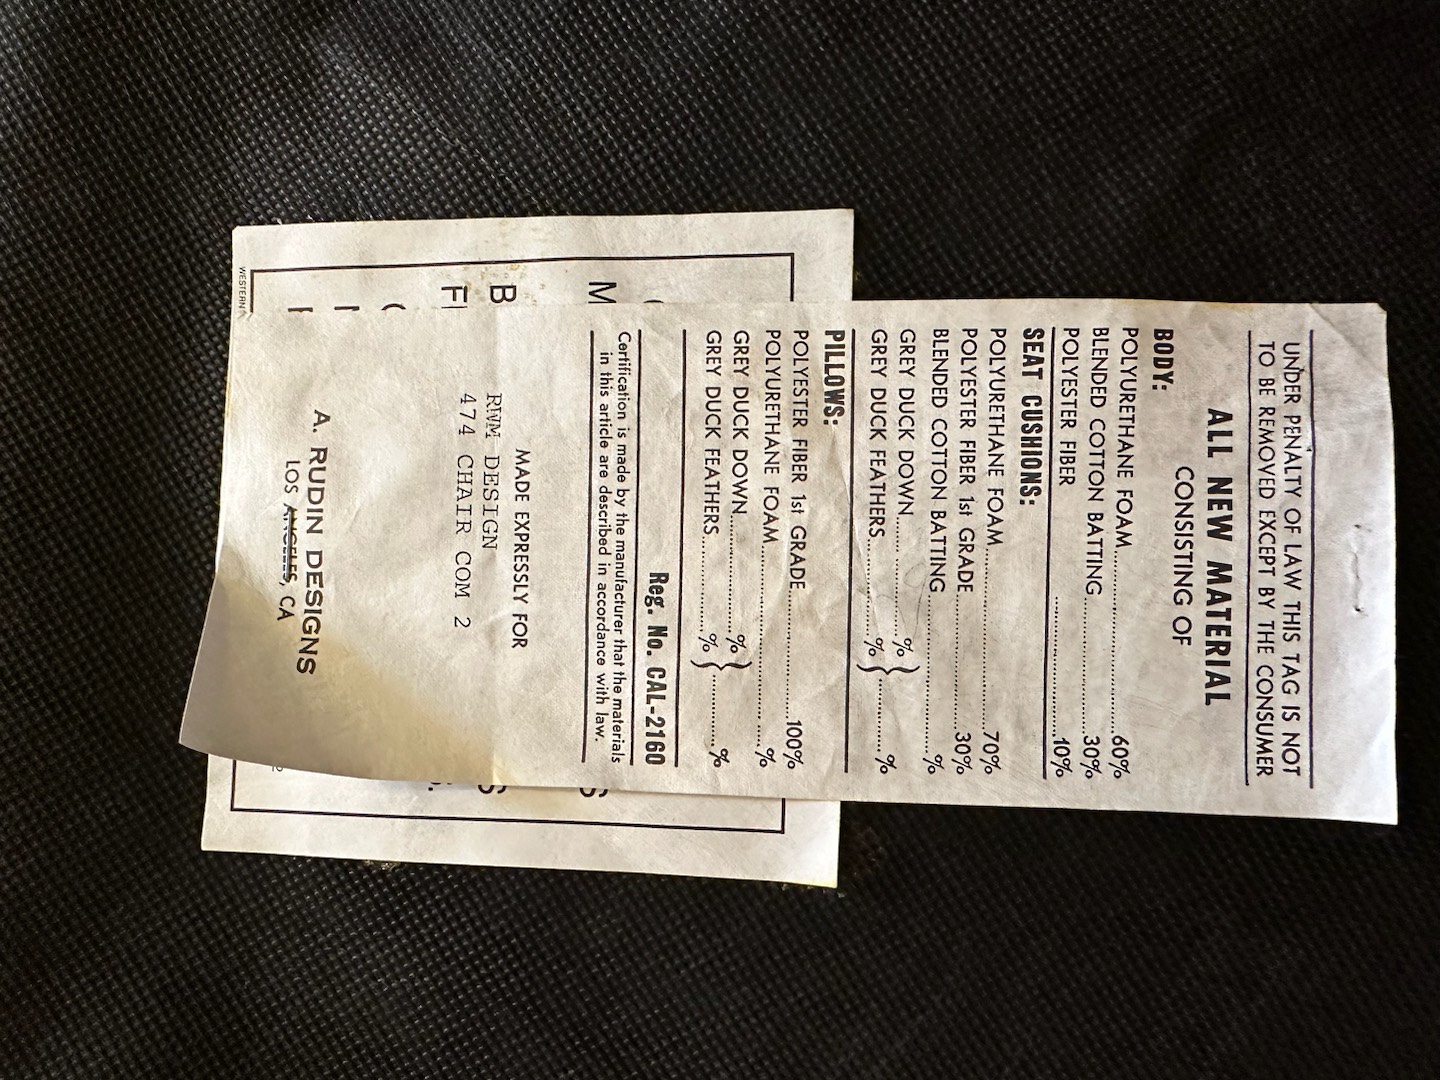 UNDER PENALTY OF LAW THIS TAG IS NOT
TO BE REMOVED EXCEPT BY THE CONSUMER
ALL NEW MATERIAL
CONSISTING OF
BODY:
POLYURETHANE FOAM....................60%
BLENDED COTTON BATTING ....................30%
POLYESTER FIBER ....................10%
SEAT CUSHIONS:
POLYURETHANE FOAM....................70%
POLYESTER FIBER 1st GRADE ....................30%
BLENDED COTTON BATTING ....................%
GREY DUCK DOWN....................%
GREY DUCK FEATHERS....................% } ..........%
PILLOWS:
POLYESTER FIBER 1st GRADE....................100%
POLYURETHANE FOAM....................%
GREY DUCK DOWN....................%
GREY DUCK FEATHERS....................% } ..........%
Reg. No. CAL-2160
Certification is made by the manufacturer that the materials
in this article are described in accordance with law.
MADE EXPRESSLY FOR
RWM DESIGN
474 CHAIR COM 2
A. RUDIN DESIGNS
LOS ANGELES, CA
WESTERN
M
B
F